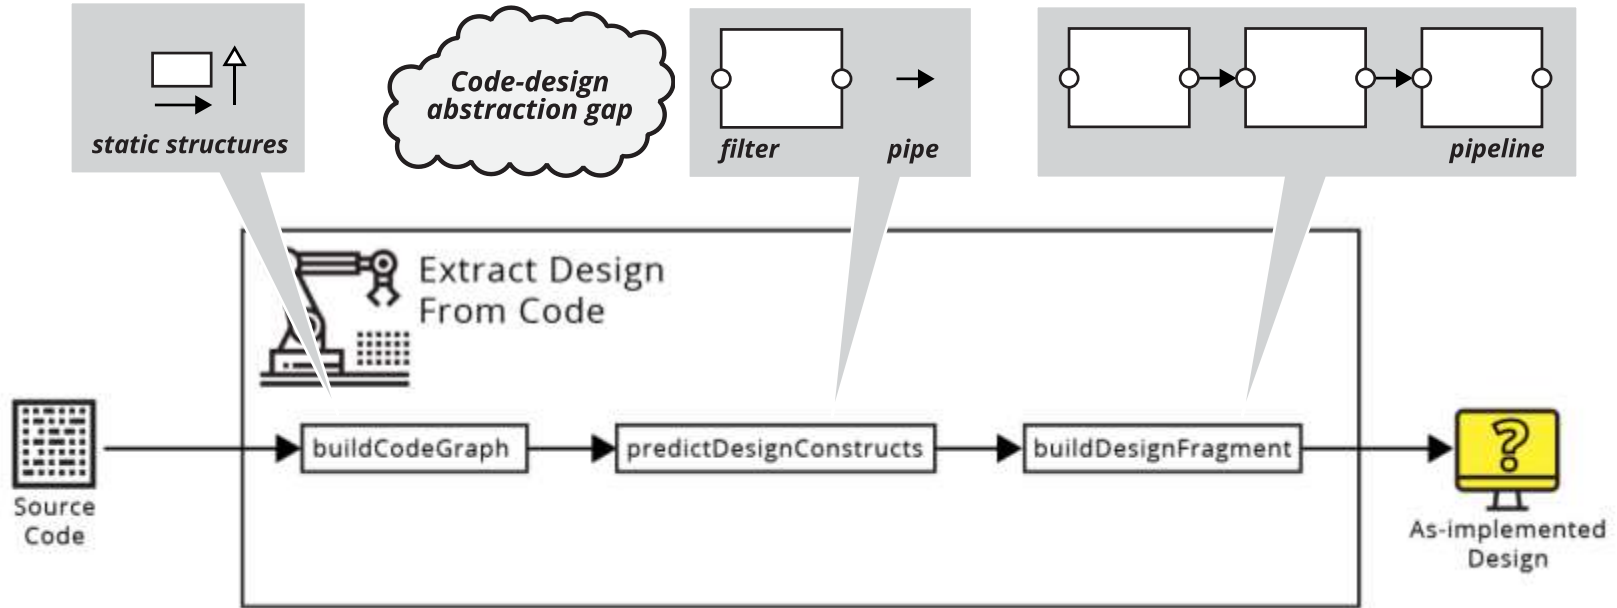 static structures
Code-design
abstraction gap
filter
pipe
pipeline
Extract Design
From Code
buildCodeGraph
predictDesignConstructs
buildDesignFragment
Source
Code
?
As-implemented
Design